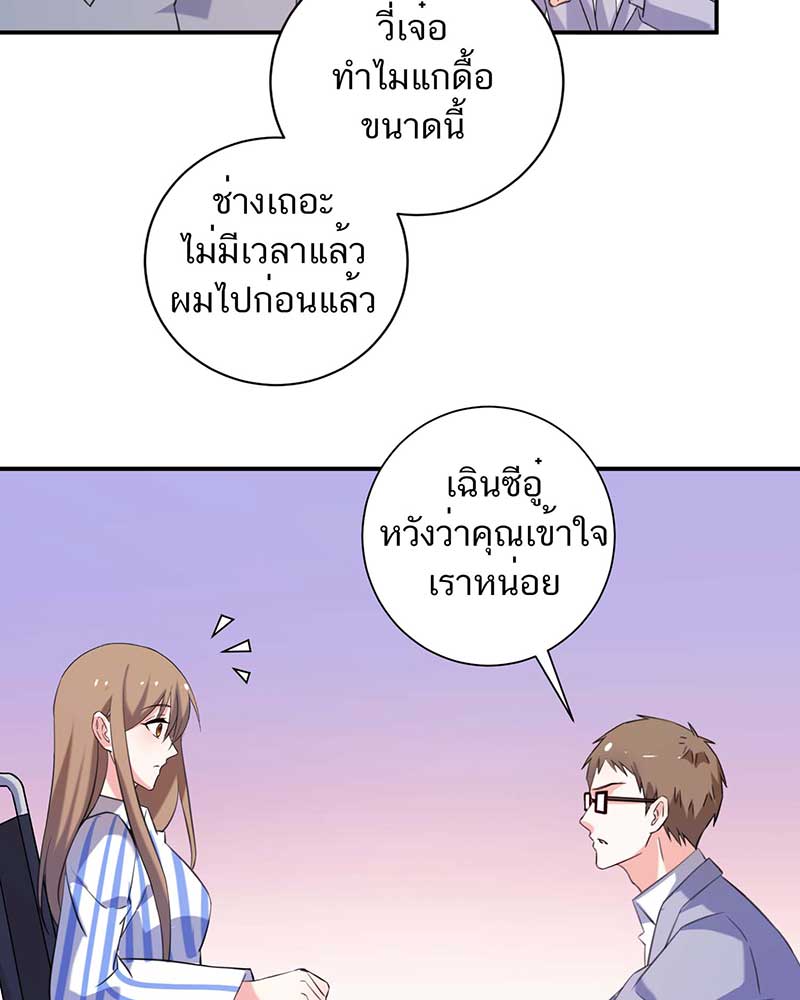 วี่เจ๋อ
ทำไมแกดื้อ
ขนาดนี้
ช่างเถอะ
ไม่มีเวลาแล้ว
ผมไปก่อนแล้ว
เฉินซีอู๋
หวังว่าคุณเข้าใจ
เราหน่อย